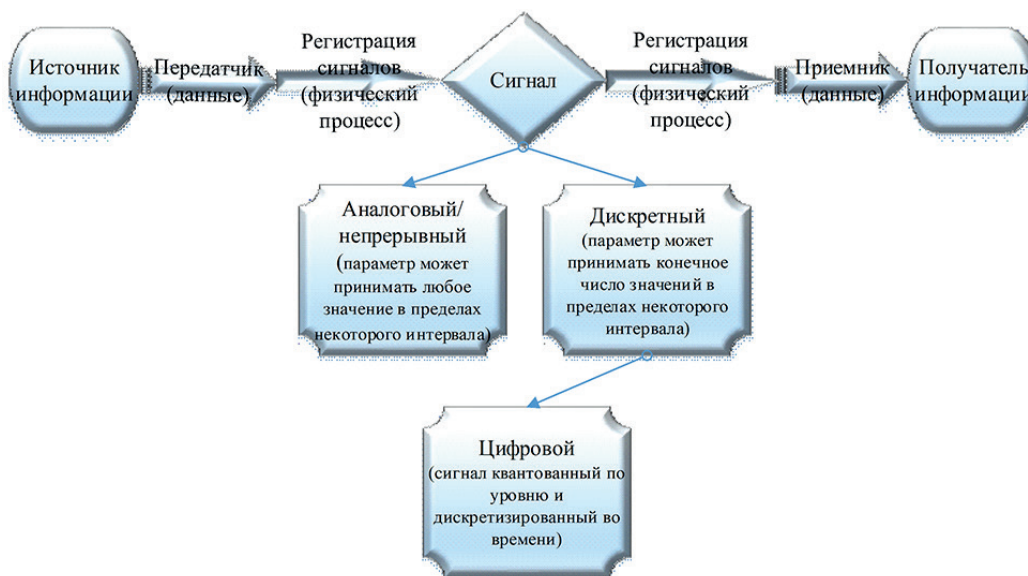 Источник
информации
Передатчик
(данные)
Регистрация
сигналов
(физический
процесс)
Сигнал
Регистрация
сигналов
(физический
процесс)
Приемник
(данные)
Получатель
информации
Аналоговый/
непрерывный
(параметр может
принимать любое
значение в пределах
некоторого интервала)
Дискретный
(параметр может
принимать конечное
число значений в
пределах некоторого
интервала)
Цифровой
(сигнал квантованный по
уровню и
дискретизированный во
времени)